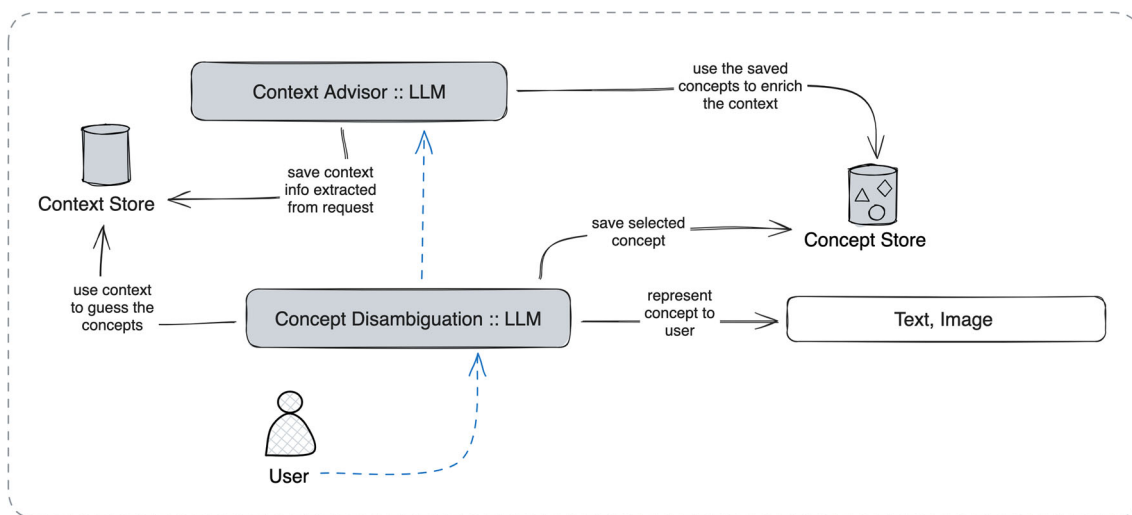 Context Advisor :: LLM
use the saved
concepts to enrich
the context
save context
info extracted
from request
Context Store
Concept Store
save selected
concept
use context
to guess the
concepts
Concept Disambiguation :: LLM
represent
concept to
user
Text, Image
User